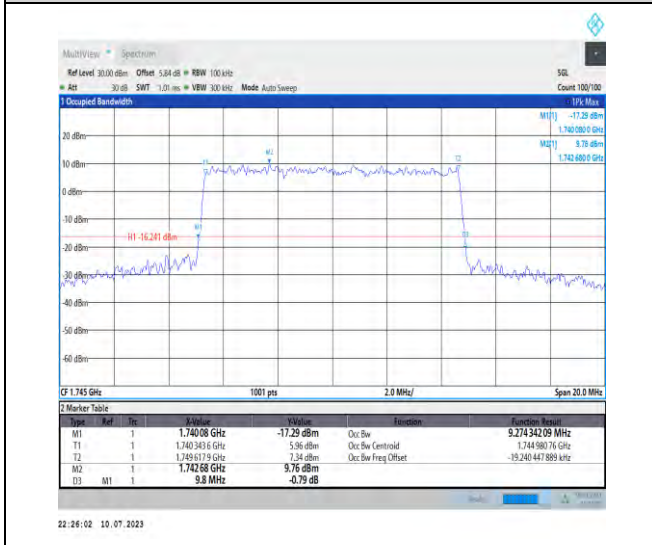 MultiView Spectrum
Ref Level 30.00 dBm Offset 5.84 dB RBW 100 kHz SGL
Att 30 dB SWT 1.01 ms VBW 300 kHz Mode Auto Sweep Count 100/100
1 Occupied Bandwidth 1Pk Max
M1[1] -17.29 dBm
1.740 080 0 GHz
M2[1] 9.76 dBm
1.742 680 0 GHz
20 dBm
M2
T1 T2
10 dBm
0 dBm
-10 dBm
M1
H1 -16.241 dBm
D3
-20 dBm
-30 dBm
-40 dBm
-50 dBm
-60 dBm
CF 1.745 GHz 1001 pts 2.0 MHz/ Span 20.0 MHz
2 Marker Table
Type Ref Trc X-Value Y-Value Function Function Result
M1 1 1.74008 GHz -17.29 dBm Occ Bw 9.274 342 09 MHz
T1 1 1.740 343 6 GHz 5.96 dBm Occ Bw Centroid 1.744 980 76 GHz
T2 1 1.749 617 9 GHz 7.34 dBm Occ Bw Freq Offset -19.240 447 889 kHz
M2 1 1.74268 GHz 9.76 dBm
D3 M1 1 9.8 MHz -0.79 dB
22:26:02 10.07.2023